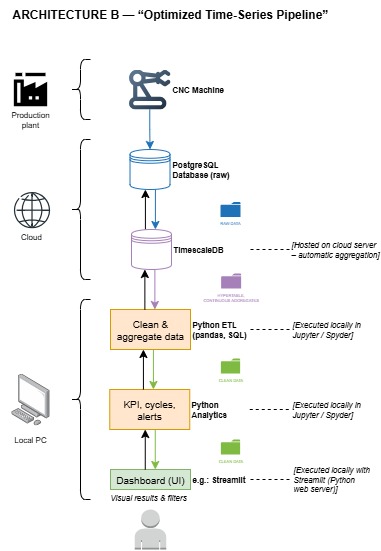 ARCHITECTURE B — “Optimized Time-Series Pipeline”
CNC Machine
Production
plant
PostgreSQL
Database (raw)
RAW DATA
Cloud
TimescaleDB
[Hosted on cloud server
– automatic aggregation]
HYPERTABLE
CONTINUOUS AGGREGATES
Clean &
aggregate data
Python ETL
(pandas, SQL)
[Executed locally in
Jupyter / Spyder]
CLEAN DATA
KPI, cycles,
alerts
Python
Analytics
[Executed locally in
Jupyter / Spyder]
Local PC
CLEAN DATA
Dashboard (UI)
e.g.: Streamlit
[Executed locally with
Streamlit (Python
web server)]
Visual results & filters